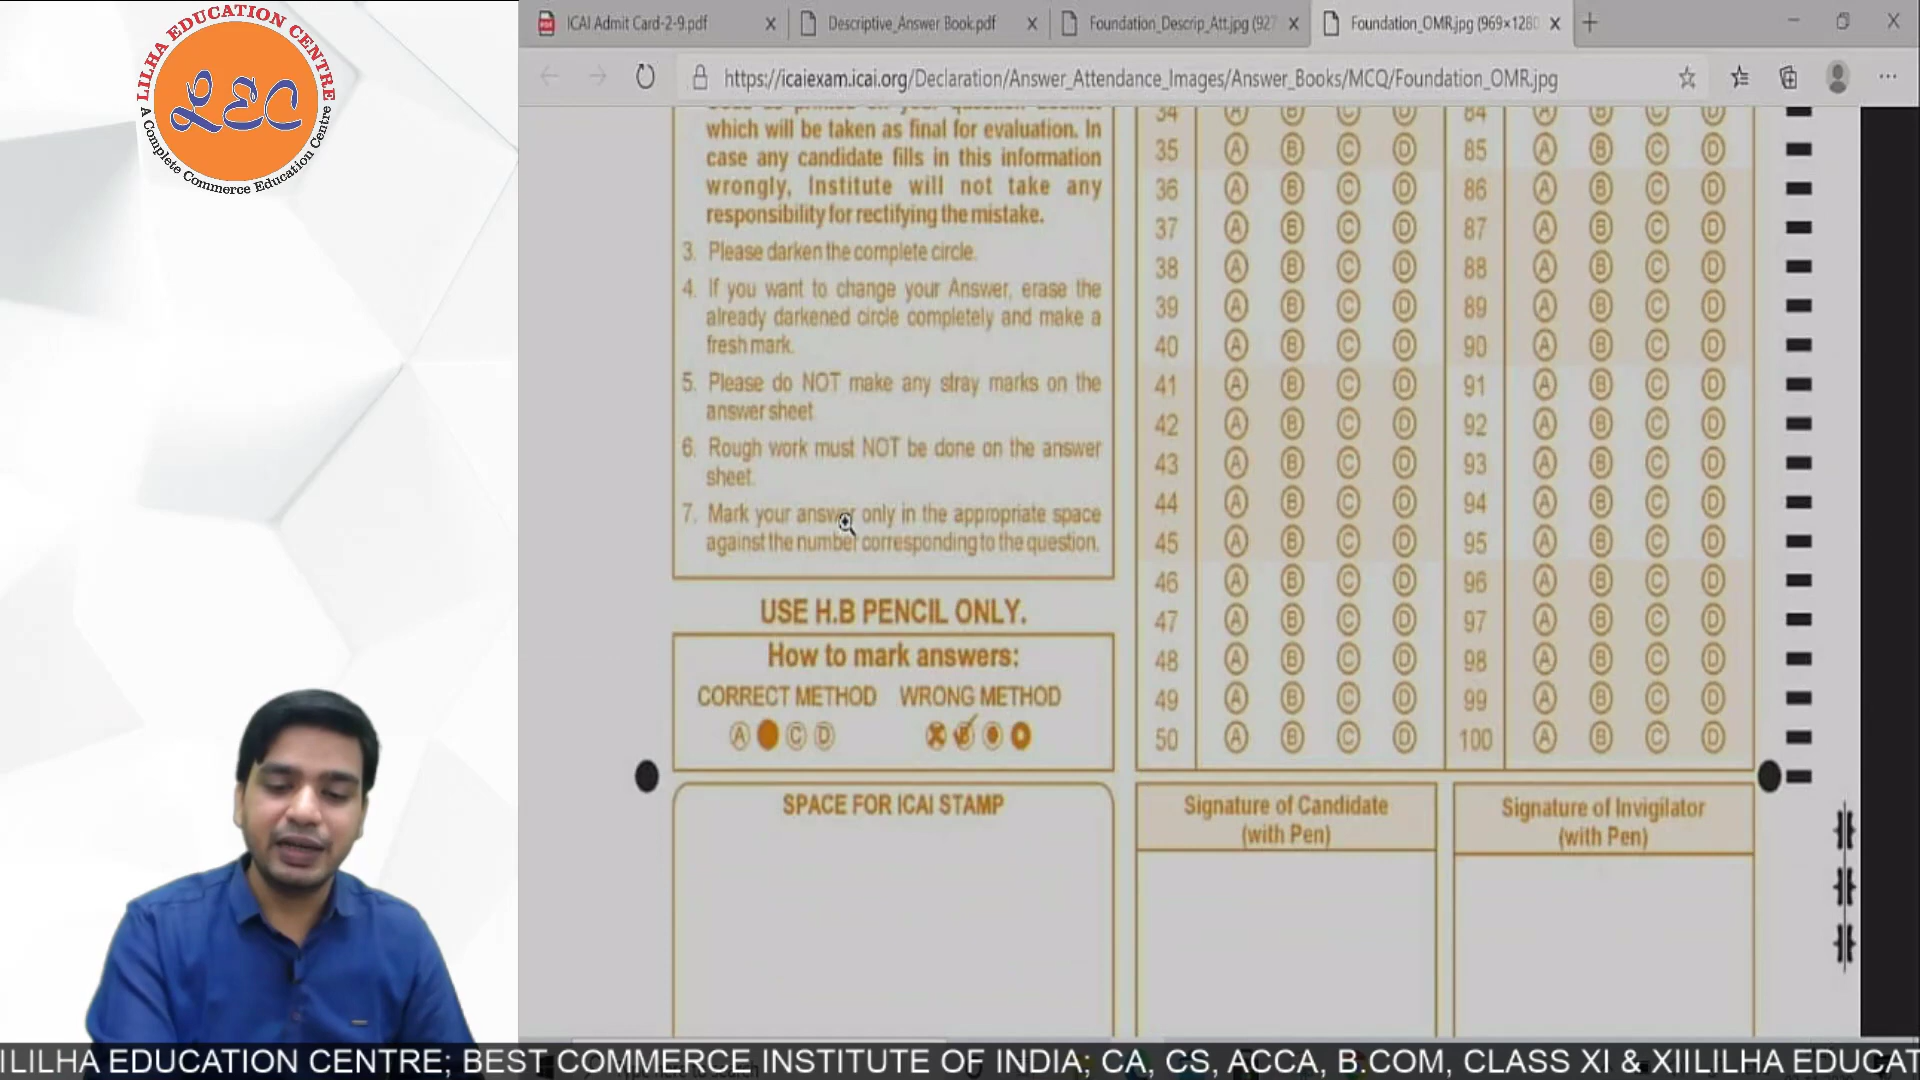 LILHA EDUCATION CENTRE
LEC
A Complete Commerce Education Centre
ICAI Admit Card-2-9.pdf
Descriptive_Answer Book.pdf
Foundation_Descrip_Att.jpg (927
Foundation_OMR.jpg (969×1280
https://icaiexam.icai.org/Declaration/Answer_Attendance_Images/Answer_Books/MCQ/Foundation_OMR.jpg
which will be taken as final for evaluation. In
case any candidate fills in this information
wrongly, Institute will not take any
responsibility for rectifying the mistake.
3. Please darken the complete circle.
4. If you want to change your Answer, erase the
already darkened circle completely and make a
fresh mark.
5. Please do NOT make any stray marks on the
answer sheet
6. Rough work must NOT be done on the answer
sheet.
7. Mark your answer only in the appropriate space
against the number corresponding to the question.
USE H.B PENCIL ONLY.
How to mark answers:
CORRECT METHOD WRONG METHOD
A C D B
SPACE FOR ICAI STAMP
34 A B C D 84 A B C D
35 A B C D 85 A B C D
36 A B C D 86 A B C D
37 A B C D 87 A B C D
38 A B C D 88 A B C D
39 A B C D 89 A B C D
40 A B C D 90 A B C D
41 A B C D 91 A B C D
42 A B C D 92 A B C D
43 A B C D 93 A B C D
44 A B C D 94 A B C D
45 A B C D 95 A B C D
46 A B C D 96 A B C D
47 A B C D 97 A B C D
48 A B C D 98 A B C D
49 A B C D 99 A B C D
50 A B C D 100 A B C D
Signature of Candidate
(with Pen)
Signature of Invigilator
(with Pen)
ILILHA EDUCATION CENTRE; BEST COMMERCE INSTITUTE OF INDIA; CA, CS, ACCA, B.COM, CLASS XI & XIILILHA EDUCAT